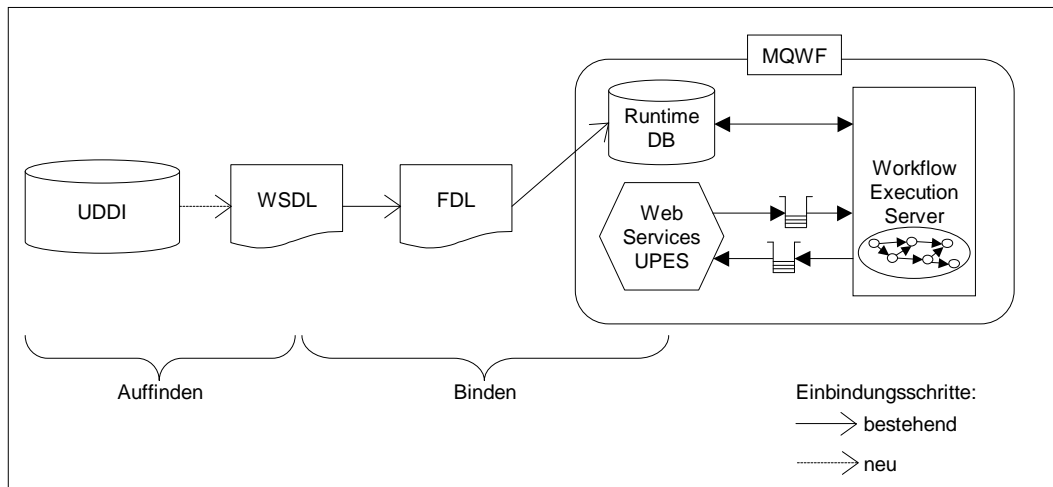 MQWF
Runtime
DB
UDDI
WSDL
FDL
Web
Services
UPES
Workflow
Execution
Server
Auffinden
Binden
Einbindungsschritte:
bestehend
neu